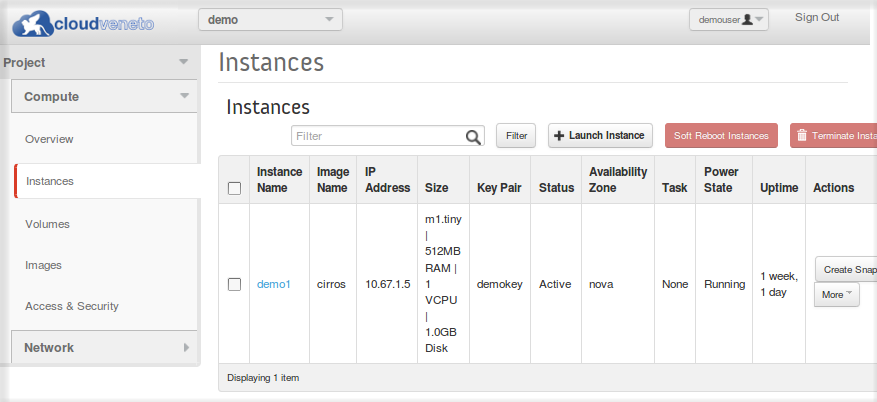 cloudveneto
demo
demouser
Sign Out
Project
Compute
Overview
Instances
Volumes
Images
Access & Security
Network
Instances
Instances
Filter
Filter
Launch Instance
Soft Reboot Instances
Terminate Insta
Instance Name
Image Name
IP Address
Size
Key Pair
Status
Availability Zone
Task
Power State
Uptime
Actions
demo1
cirros
10.67.1.5
m1.tiny
|
512MB
RAM |
1
VCPU
|
1.0GB
Disk
demokey
Active
nova
None
Running
1 week,
1 day
Create Snap
More
Displaying 1 item